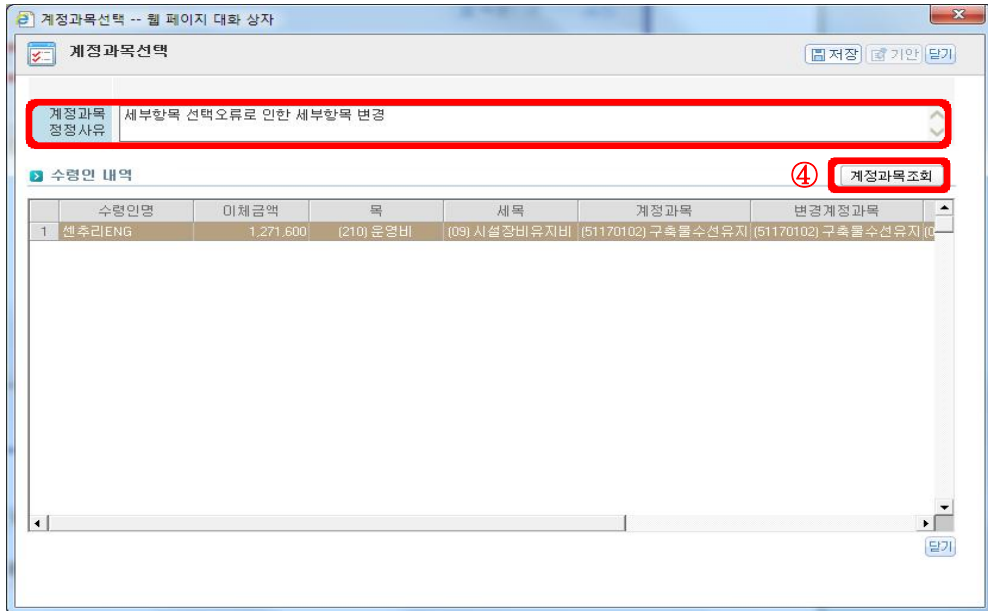 계정과목선택 -- 웹 페이지 대화 상자
계정과목선택
저장 기안 닫기
계정과목
정정사유
세부항목 선택오류로 인한 세부항목 변경
수령인 내역
④ 계정과목조회
수령인명 이체금액 목 세목 계정과목 변경계정과목
1 센추리ENG 1,271,600 (210) 운영비 (09) 시설장비유지비 (51170102) 구축물수선유지 (51170102) 구축물수선유지
닫기